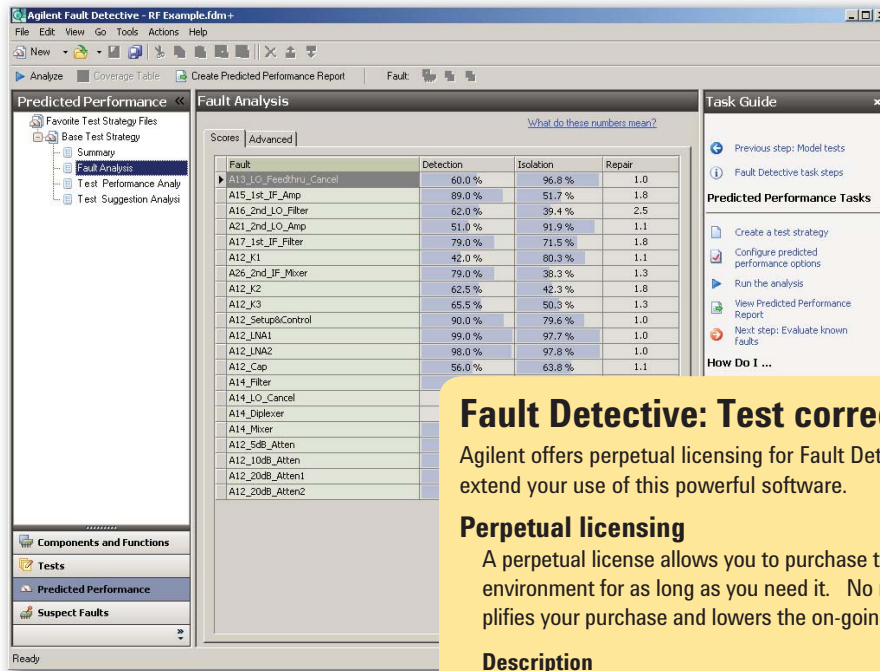 Agilent Fault Detective - RF Example.fdm+
File Edit View Go Tools Actions Help
New
Analyze Coverage Table Create Predicted Performance Report Fault:
Predicted Performance «
Favorite Test Strategy Files
Base Test Strategy
Summary
Fault Analysis
Test Performance Analy
Test Suggestion Analysi
Components and Functions
Tests
Predicted Performance
Suspect Faults
»
Ready
Fault Analysis
What do these numbers mean?
Scores Advanced
Fault Detection Isolation Repair
A13_LO_Feedthru_Cancel 60.0 % 96.8 % 1.0
A15_1st_IF_Amp 89.0 % 51.7 % 1.8
A16_2nd_LO_Filter 62.0 % 39.4 % 2.5
A21_2nd_LO_Amp 51.0 % 91.9 % 1.1
A17_1st_IF_Filter 79.0 % 71.5 % 1.8
A12_K1 42.0 % 80.3 % 1.1
A26_2nd_IF_Mixer 79.0 % 38.3 % 1.3
A12_K2 62.5 % 42.3 % 1.8
A12_K3 65.5 % 50.3 % 1.3
A12_Setup&Control 90.0 % 79.6 % 1.0
A12_LNA1 99.0 % 97.7 % 1.0
A12_LNA2 98.0 % 97.8 % 1.0
A12_Cap 56.0 % 63.8 % 1.1
A14_Filter
A14_LO_Cancel
A14_Diplexer
A14_Mixer
A12_5dB_Atten
A12_10dB_Atten
A12_20dB_Atten1
A12_20dB_Atten2
Task Guide x
Previous step: Model tests
Fault Detective task steps
Predicted Performance Tasks
Create a test strategy
Configure predicted
performance options
Run the analysis
View Predicted Performance
Report
Next step: Evaluate known
faults
How Do I ...
Fault Detective: Test corre
Agilent offers perpetual licensing for Fault Det
extend your use of this powerful software.
Perpetual licensing
A perpetual license allows you to purchase t
environment for as long as you need it. No
plifies your purchase and lowers the on-goin
Description